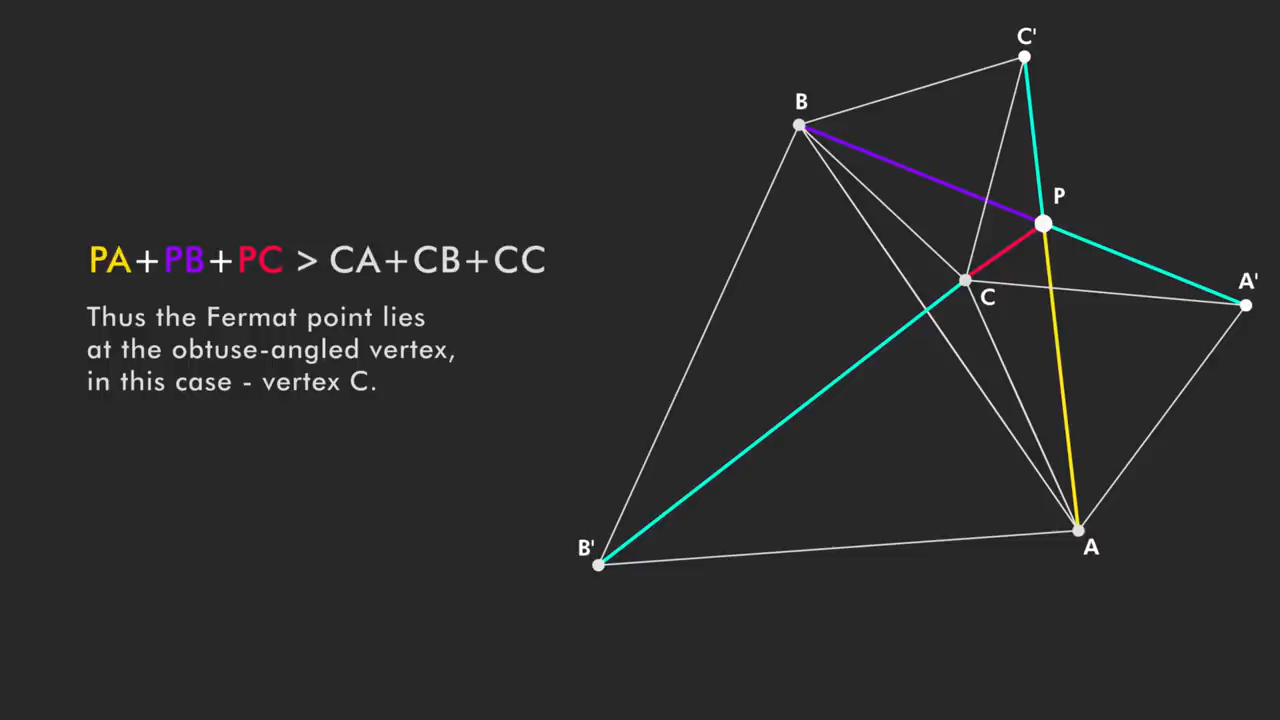 C'
B
P
PA+PB+PC > CA+CB+CC
A'
C
Thus the Fermat point lies
at the obtuse-angled vertex,
in this case - vertex C.
B'
A